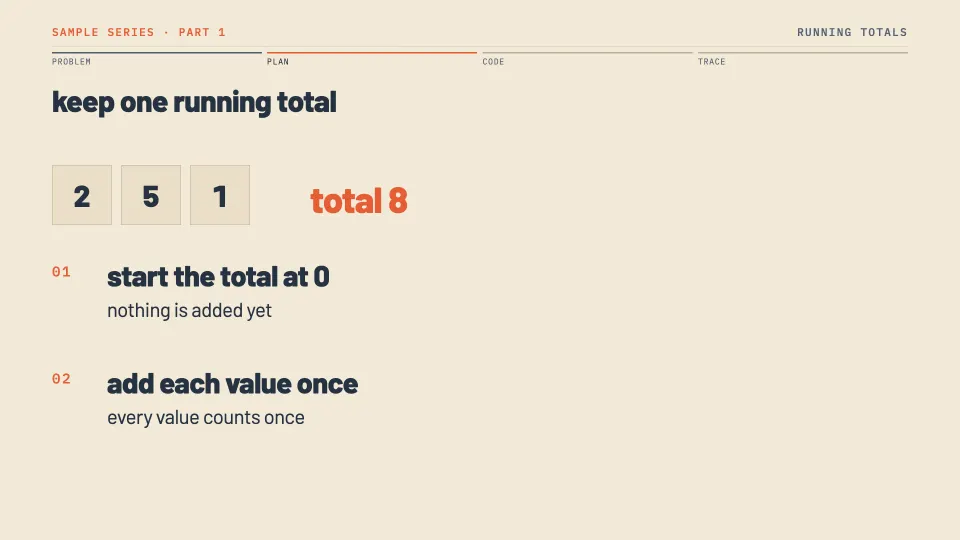 SAMPLE SERIES · PART 1
RUNNING TOTALS
PROBLEM
PLAN
CODE
TRACE
keep one running total
2 5 1
total 8
01
start the total at 0
nothing is added yet
02
add each value once
every value counts once